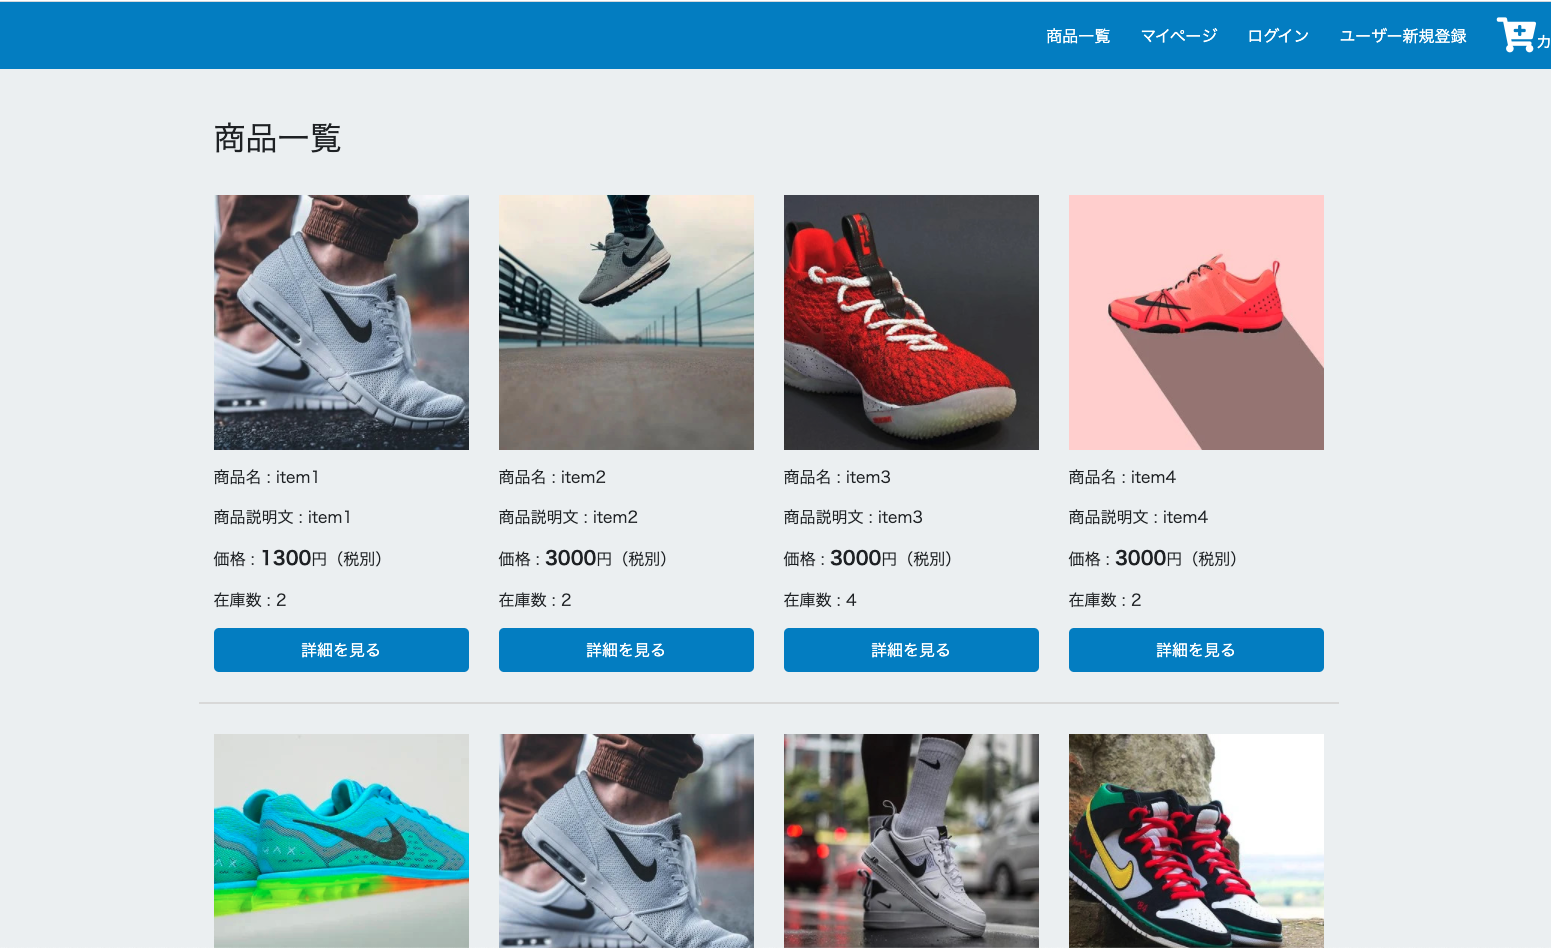 商品一覧 マイページ ログイン ユーザー新規登録 カ
商品一覧
商品名 : item1
商品説明文 : item1
価格 : 1300円（税別）
在庫数 : 2
詳細を見る
商品名 : item2
商品説明文 : item2
価格 : 3000円（税別）
在庫数 : 2
詳細を見る
商品名 : item3
商品説明文 : item3
価格 : 3000円（税別）
在庫数 : 4
詳細を見る
商品名 : item4
商品説明文 : item4
価格 : 3000円（税別）
在庫数 : 2
詳細を見る